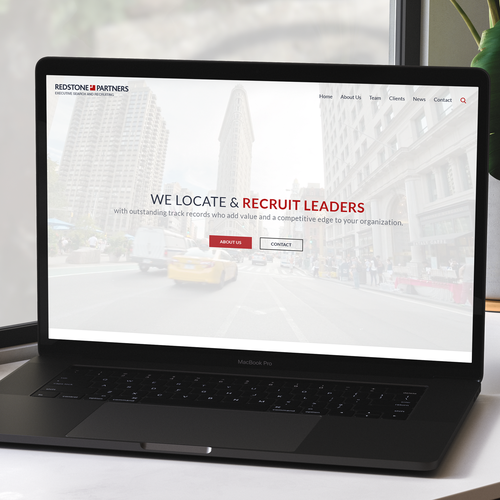 REDSTONE PARTNERS
EXECUTIVE SEARCH AND RECRUITING
Home About Us Team Clients News Contact
WE LOCATE & RECRUIT LEADERS
with outstanding track records who add value and a competitive edge to your organization.
ABOUT US CONTACT
MacBook Pro